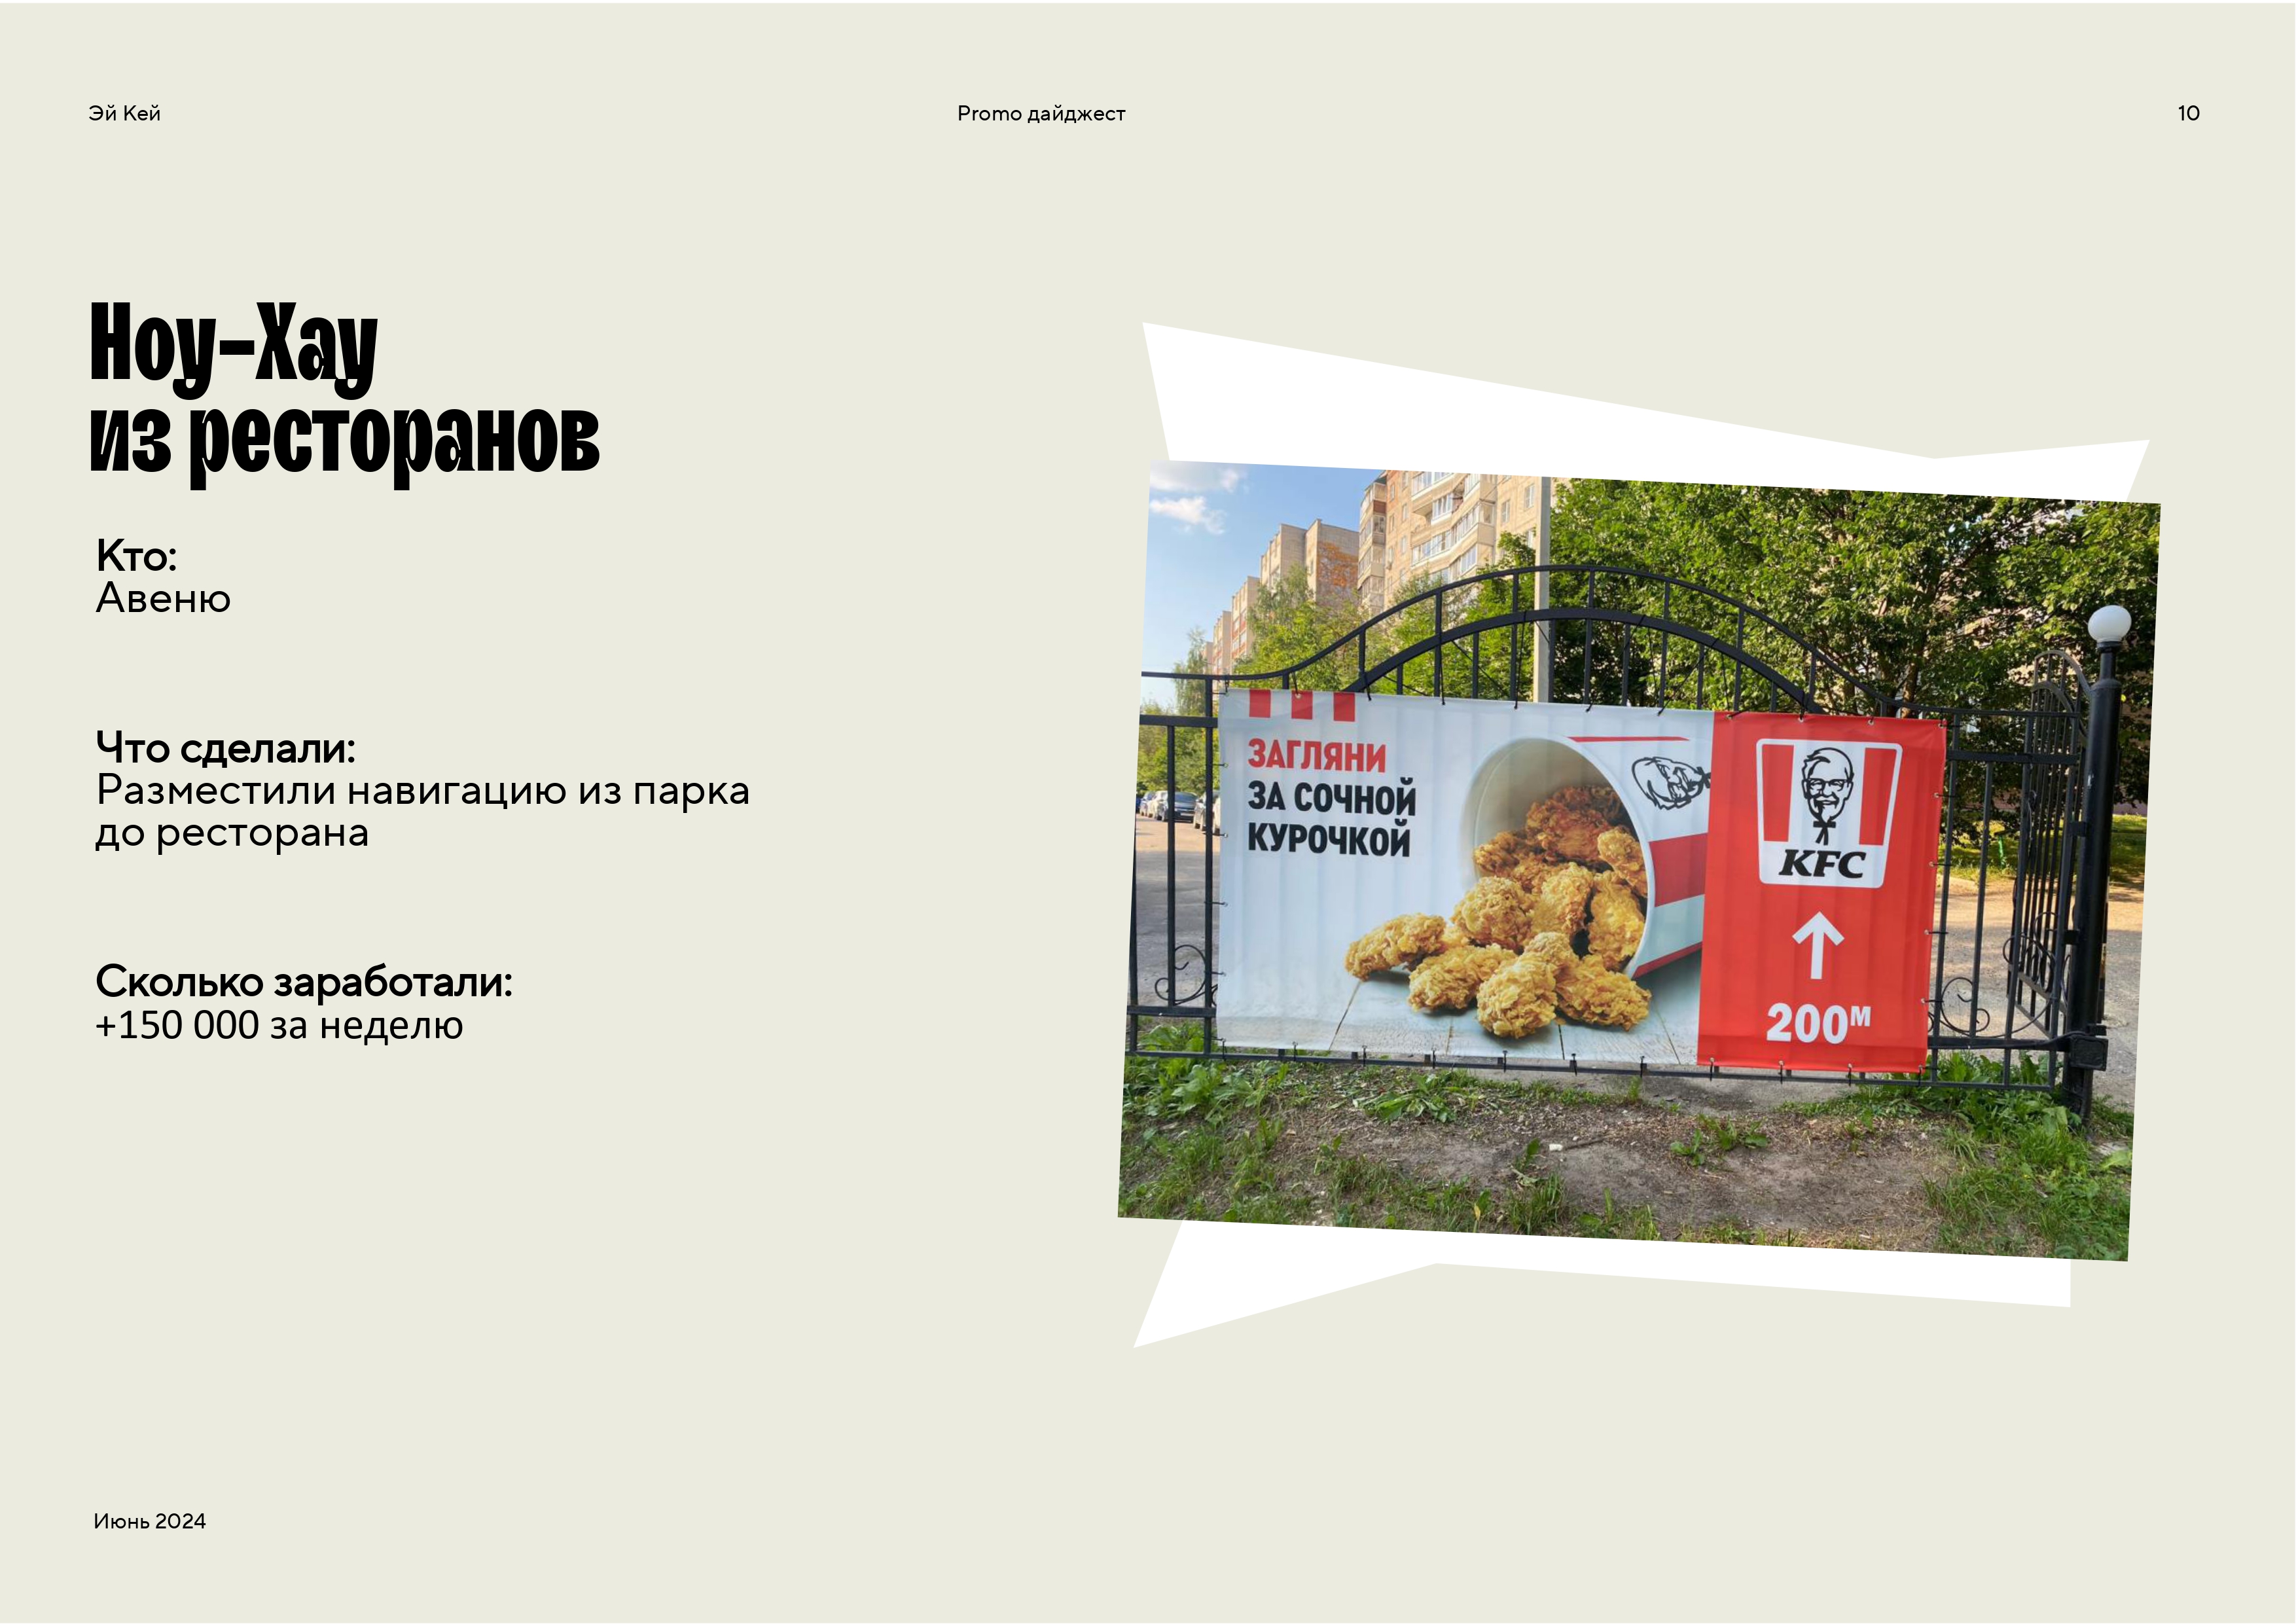 Эй Кей
Promo дайджест
10
Ноу-Хау
из ресторанов
Кто:
Авеню
Что сделали:
Разместили навигацию из парка
до ресторана
Сколько заработали:
+150 000 за неделю
ЗАГЛЯНИ
ЗА СОЧНОЙ
КУРОЧКОЙ
KFC
200М
Июнь 2024